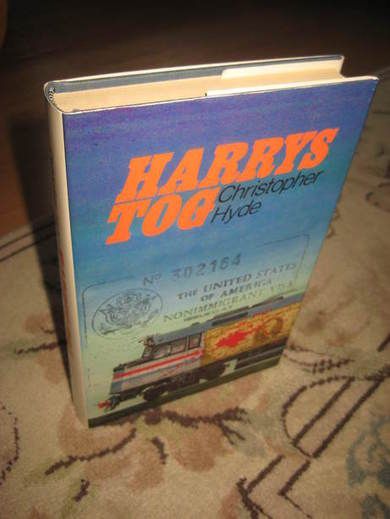 HARRYS
TOG
Christopher
Hyde
No 302164
THE UNITED STATES
OF AMERICA
NONIMMIGRANT VISA